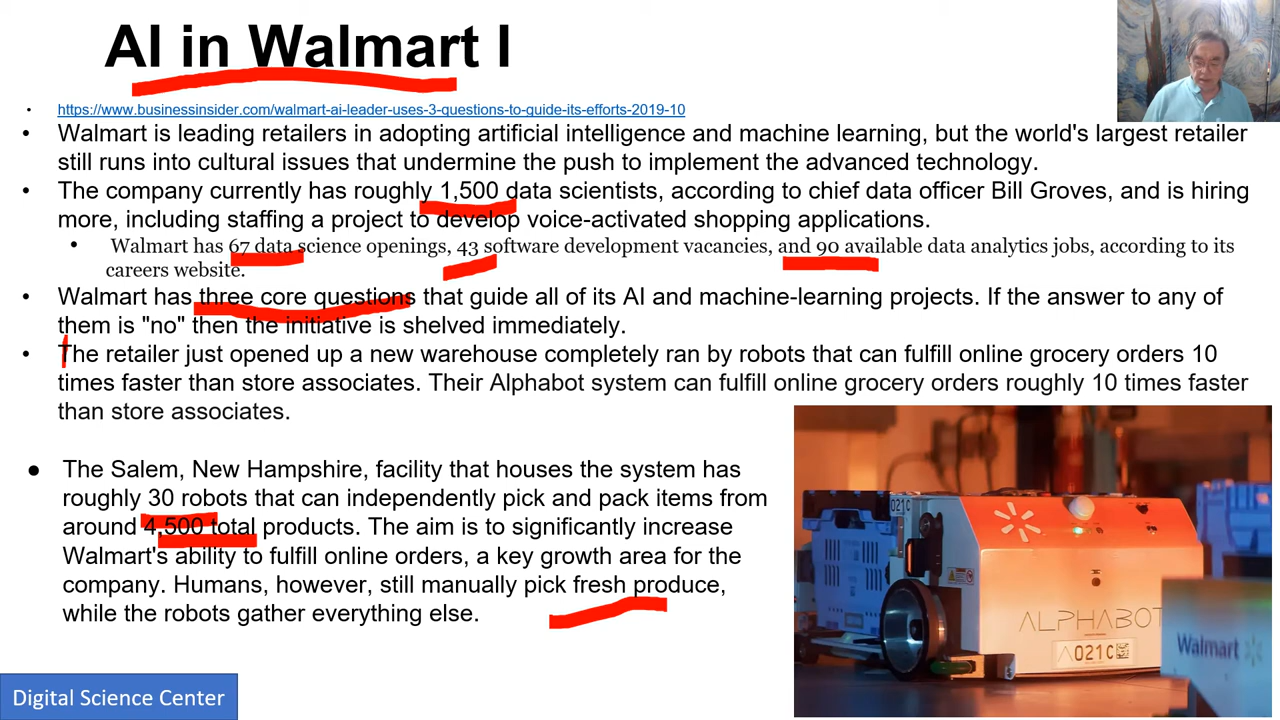 AI in Walmart I
• https://www.businessinsider.com/walmart-ai-leader-uses-3-questions-to-guide-its-efforts-2019-10
• Walmart is leading retailers in adopting artificial intelligence and machine learning, but the world's largest retailer
still runs into cultural issues that undermine the push to implement the advanced technology.
• The company currently has roughly 1,500 data scientists, according to chief data officer Bill Groves, and is hiring
more, including staffing a project to develop voice-activated shopping applications.
• Walmart has 67 data science openings, 43 software development vacancies, and 90 available data analytics jobs, according to its
careers website.
• Walmart has three core questions that guide all of its AI and machine-learning projects. If the answer to any of
them is "no" then the initiative is shelved immediately.
• The retailer just opened up a new warehouse completely ran by robots that can fulfill online grocery orders 10
times faster than store associates. Their Alphabot system can fulfill online grocery orders roughly 10 times faster
than store associates.
● The Salem, New Hampshire, facility that houses the system has
roughly 30 robots that can independently pick and pack items from
around 4,500 total products. The aim is to significantly increase
Walmart's ability to fulfill online orders, a key growth area for the
company. Humans, however, still manually pick fresh produce,
while the robots gather everything else.
021C
ALPHABOT
A021C
Walmart
Digital Science Center